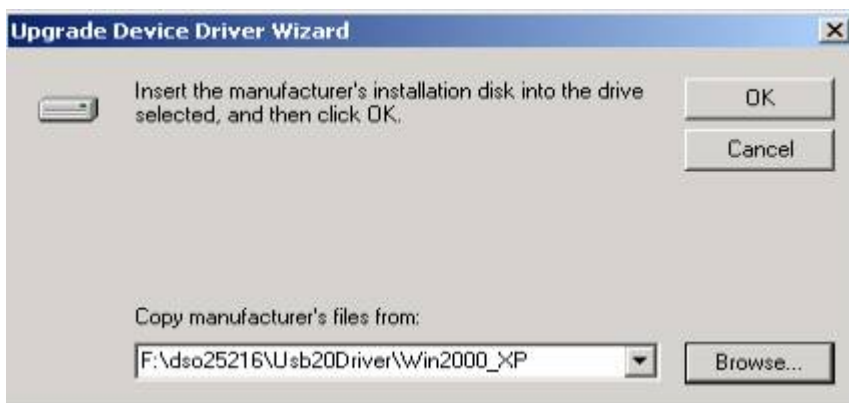 Upgrade Device Driver Wizard
Insert the manufacturer's installation disk into the drive
selected, and then click OK.
OK
Cancel
Copy manufacturer's files from:
F:\dso25216\Usb20Driver\Win2000_XP
Browse...